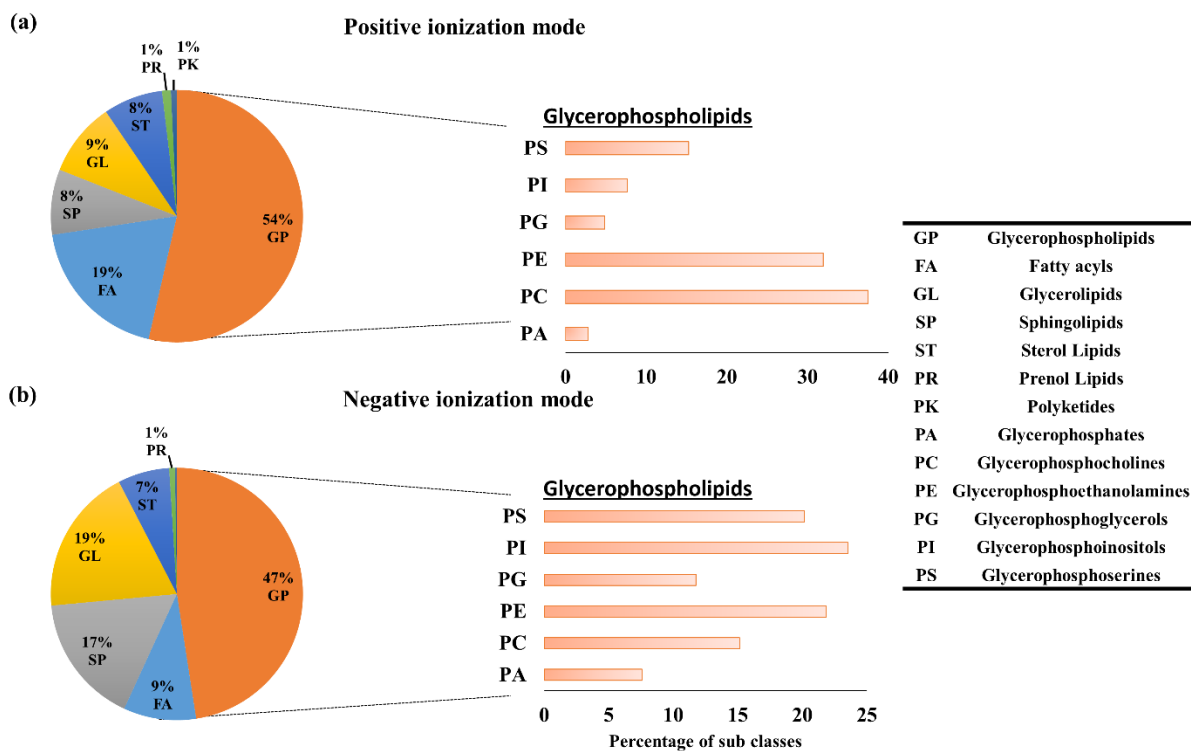 (a)
Positive ionization mode
1%
PR
1%
PK
8%
ST
9%
GL
8%
SP
19%
FA
54%
GP
Glycerophospholipids
PS
PI
PG
PE
PC
PA
0 10 20 30 40
(b)
Negative ionization mode
1%
PR
7%
ST
19%
GL
17%
SP
9%
FA
47%
GP
Glycerophospholipids
PS
PI
PG
PE
PC
PA
0 5 10 15 20 25
Percentage of sub classes
GP Glycerophospholipids
FA Fatty acyls
GL Glycerolipids
SP Sphingolipids
ST Sterol Lipids
PR Prenol Lipids
PK Polyketides
PA Glycerophosphates
PC Glycerophosphocholines
PE Glycerophosphoethanolamines
PG Glycerophosphoglycerols
PI Glycerophosphoinositols
PS Glycerophosphoserines